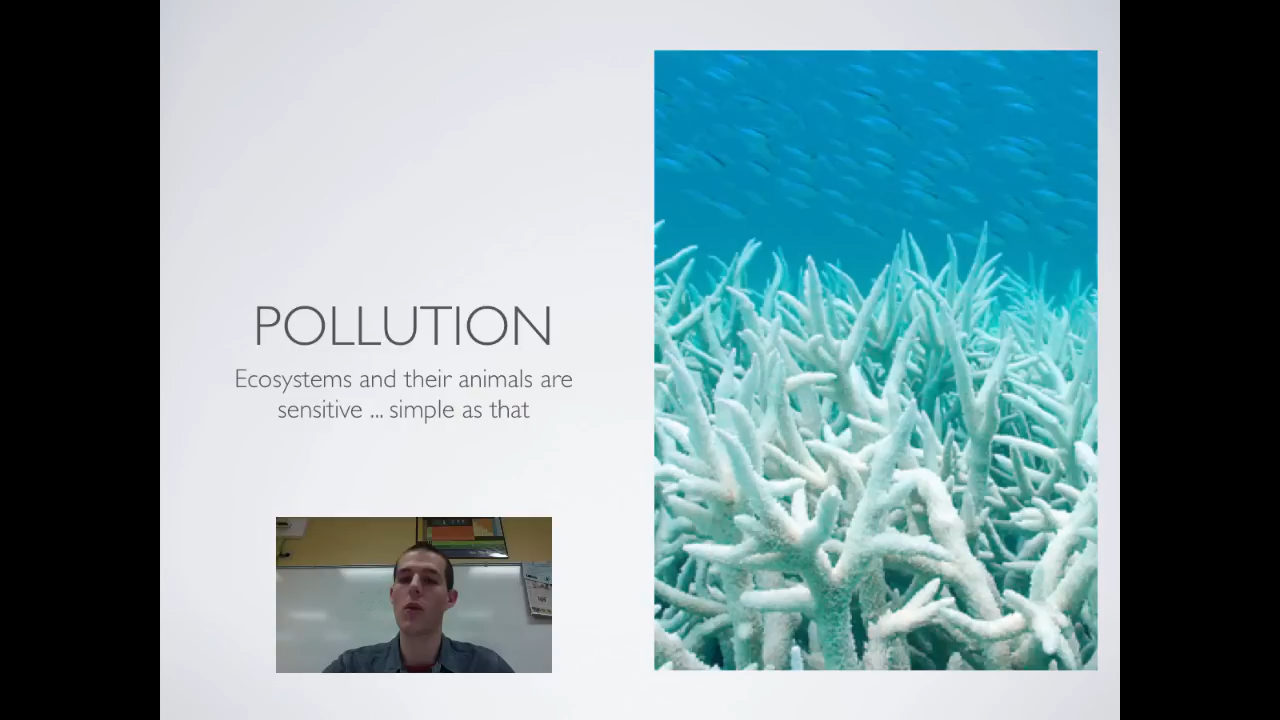 POLLUTION
Ecosystems and their animals are
sensitive ... simple as that